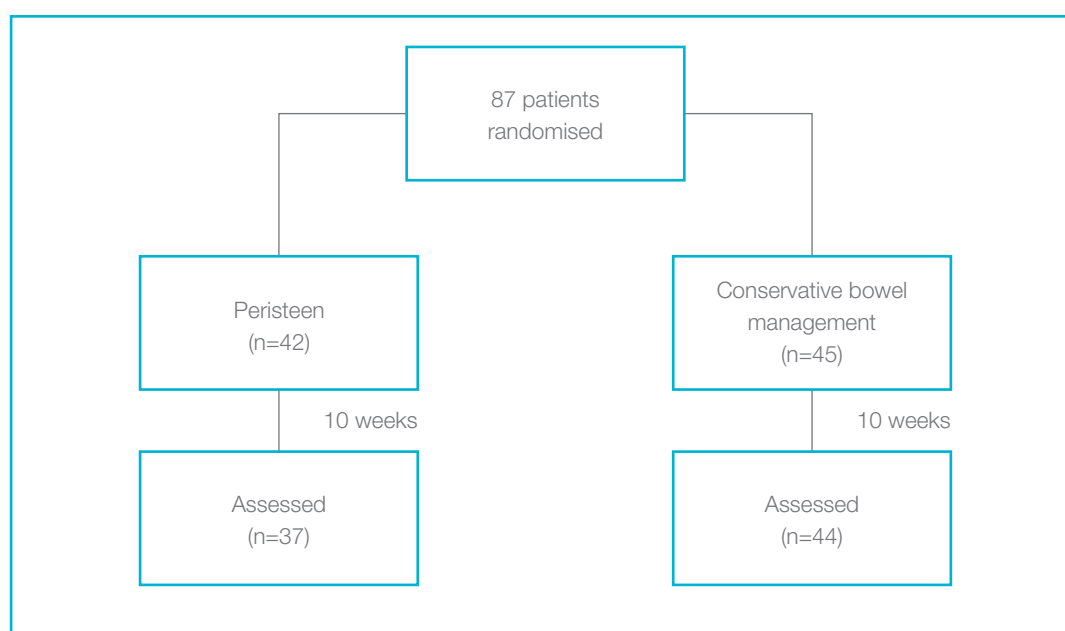 87 patients
randomised
Peristeen
(n=42)
Conservative bowel
management
(n=45)
10 weeks
10 weeks
Assessed
(n=37)
Assessed
(n=44)